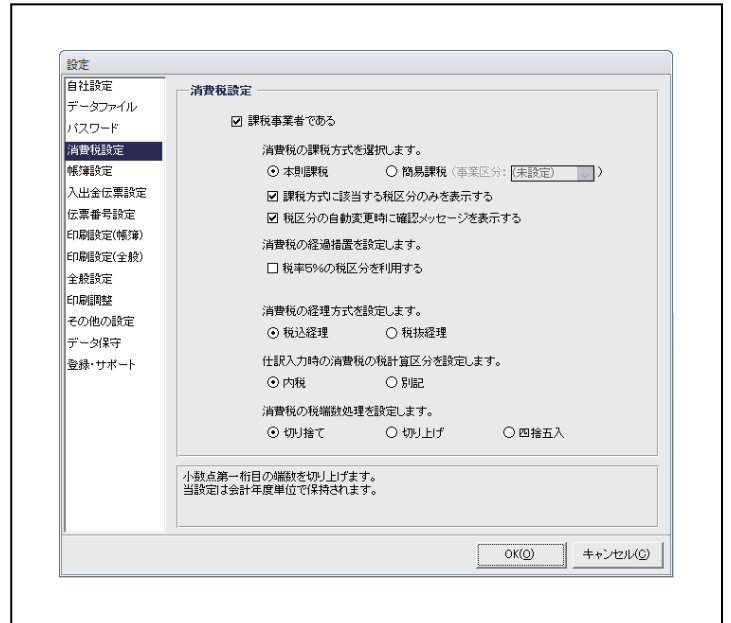 設定
自社設定
データファイル
パスワード
消費税設定
帳簿設定
入出金伝票設定
伝票番号設定
印刷設定(帳簿)
印刷設定(全般)
全般設定
印刷調整
その他の設定
データ保守
登録・サポート
消費税設定
課税事業者である
消費税の課税方式を選択します。
本則課税 簡易課税 (事業区分: (未設定) )
課税方式に該当する税区分のみを表示する
税区分の自動変更時に確認メッセージを表示する
消費税の経過措置を設定します。
税率5%の税区分を利用する
消費税の経理方式を設定します。
税込経理 税抜経理
仕訳入力時の消費税の税計算区分を設定します。
内税 別記
消費税の税端数処理を設定します。
切り捨て 切り上げ 四捨五入
小数点第一桁目の端数を切り上げます。
当設定は会計年度単位で保持されます。
OK(O) キャンセル(C)